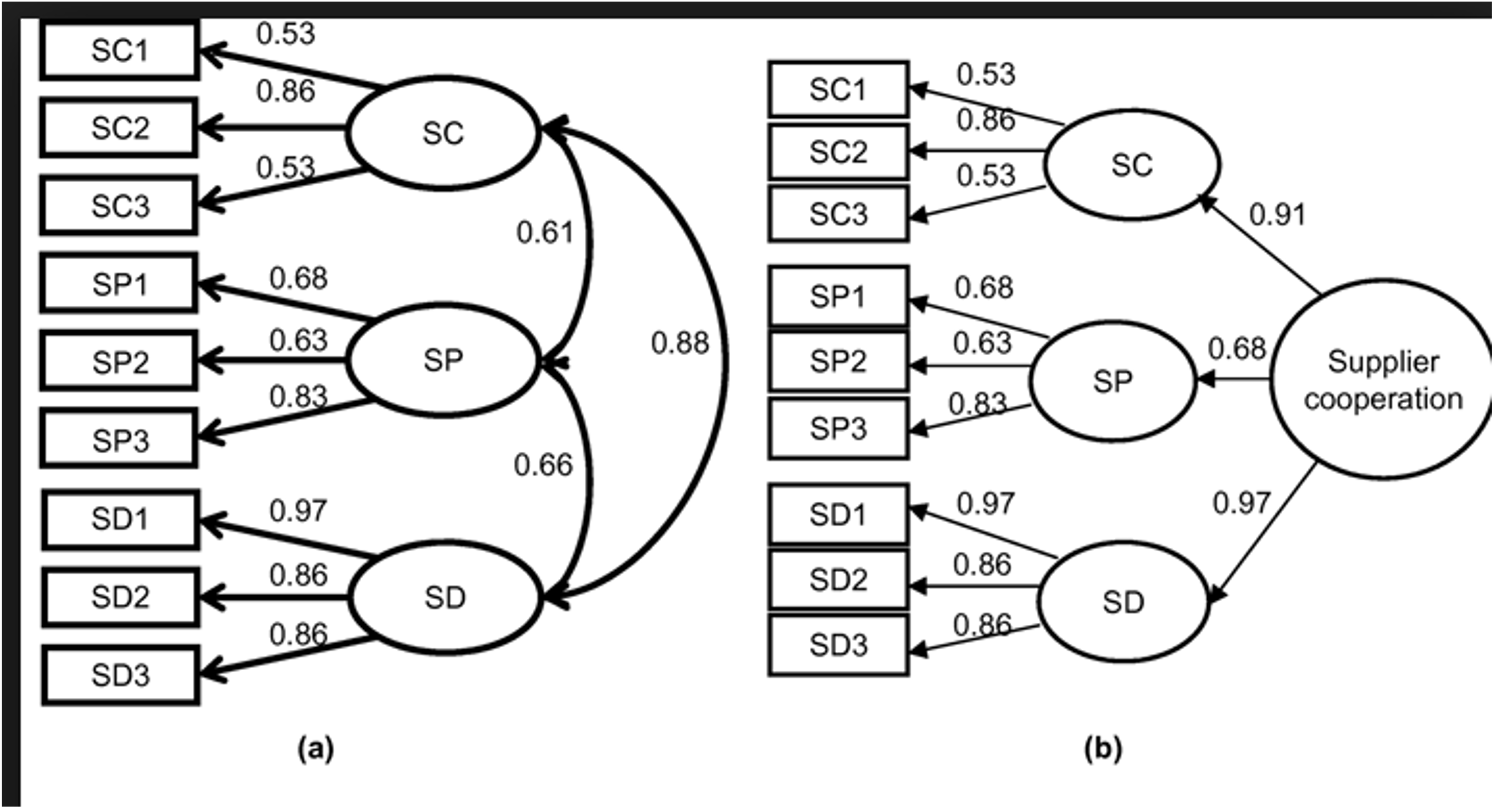 SC1
0.53
SC2
0.86
SC3
0.53
SC
SP1
0.68
SP2
0.63
SP3
0.83
SP
SD1
0.97
SD2
0.86
SD3
0.86
SD
0.61
0.66
0.88
(a)
SC1
0.53
SC2
0.86
SC3
0.53
SC
0.91
SP1
0.68
SP2
0.63
SP3
0.83
SP
0.68
SD1
0.97
SD2
0.86
SD3
0.86
SD
0.97
Supplier
cooperation
(b)